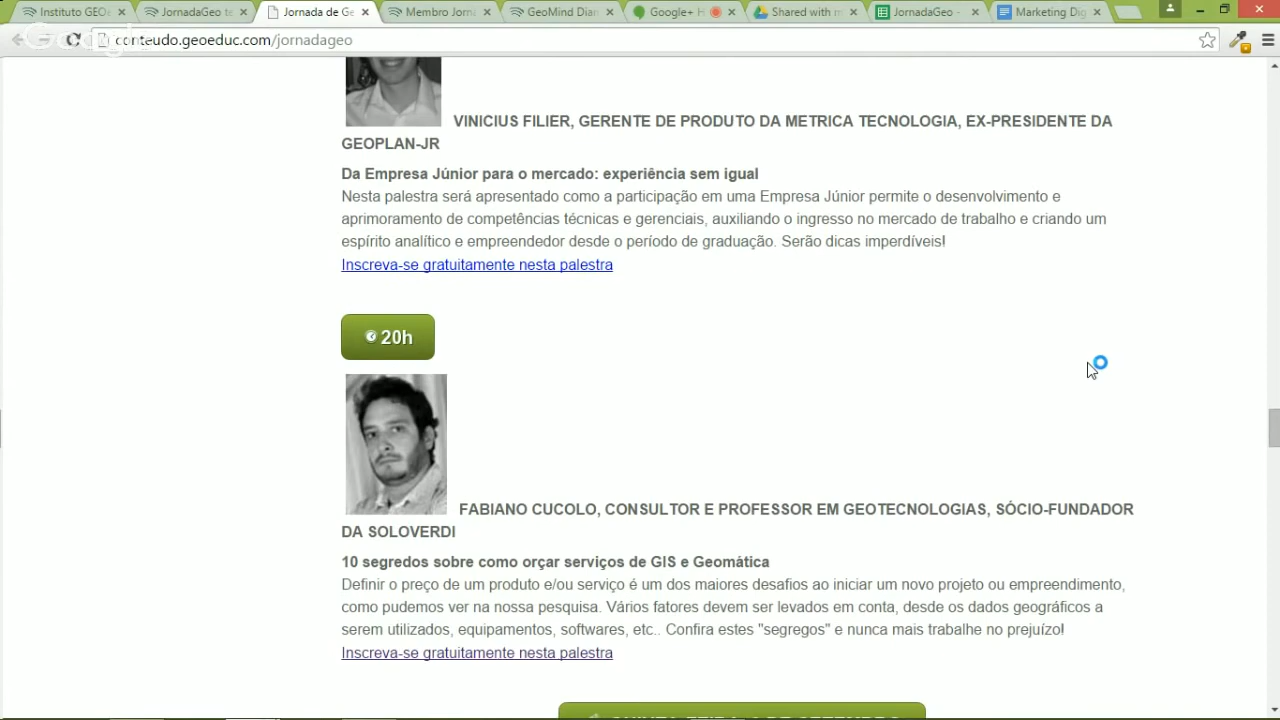 Instituto GEOe
JornadaGeo te
Jornada de Ge
Membro Jorna
GeoMind Dian
Google+ H
Shared with m
JornadaGeo -
Marketing Dig
conteudo.geoeduc.com/jornadageo
VINICIUS FILIER, GERENTE DE PRODUTO DA METRICA TECNOLOGIA, EX-PRESIDENTE DA
GEOPLAN-JR
Da Empresa Júnior para o mercado: experiência sem igual
Nesta palestra será apresentado como a participação em uma Empresa Júnior permite o desenvolvimento e
aprimoramento de competências técnicas e gerenciais, auxiliando o ingresso no mercado de trabalho e criando um
espírito analítico e empreendedor desde o período de graduação. Serão dicas imperdíveis!
Inscreva-se gratuitamente nesta palestra
20h
FABIANO CUCOLO, CONSULTOR E PROFESSOR EM GEOTECNOLOGIAS, SÓCIO-FUNDADOR
DA SOLOVERDI
10 segredos sobre como orçar serviços de GIS e Geomática
Definir o preço de um produto e/ou serviço é um dos maiores desafios ao iniciar um novo projeto ou empreendimento,
como pudemos ver na nossa pesquisa. Vários fatores devem ser levados em conta, desde os dados geográficos a
serem utilizados, equipamentos, softwares, etc.. Confira estes "segregos" e nunca mais trabalhe no prejuízo!
Inscreva-se gratuitamente nesta palestra